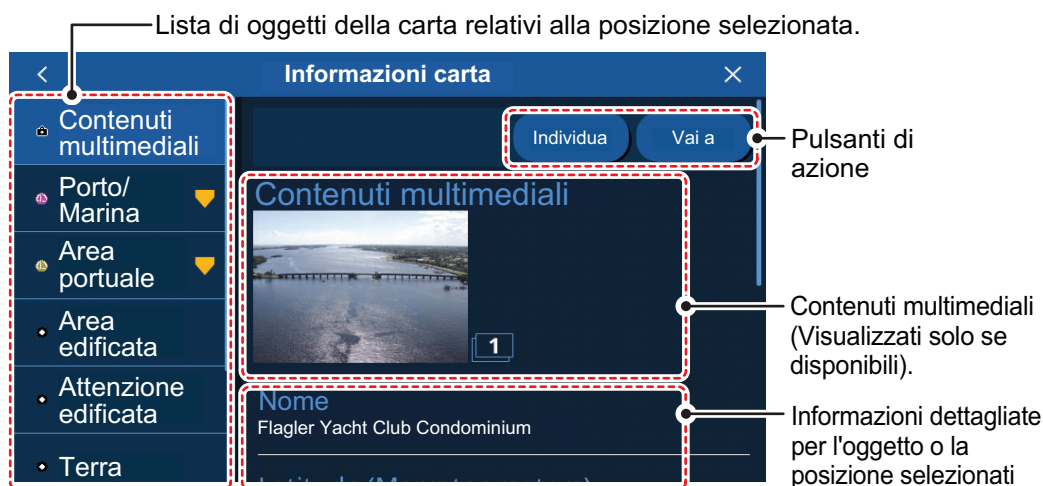 Lista di oggetti della carta relativi alla posizione selezionata.
Informazioni carta
Contenuti
multimediali
Porto/
Marina
Area
portuale
Area
edificata
Attenzione
edificata
Terra
Individua
Vai a
Pulsanti di
azione
Contenuti multimediali
1
Contenuti multimediali
(Visualizzati solo se
disponibili).
Nome
Flagler Yacht Club Condominium
Informazioni dettagliate
per l'oggetto o la
posizione selezionati